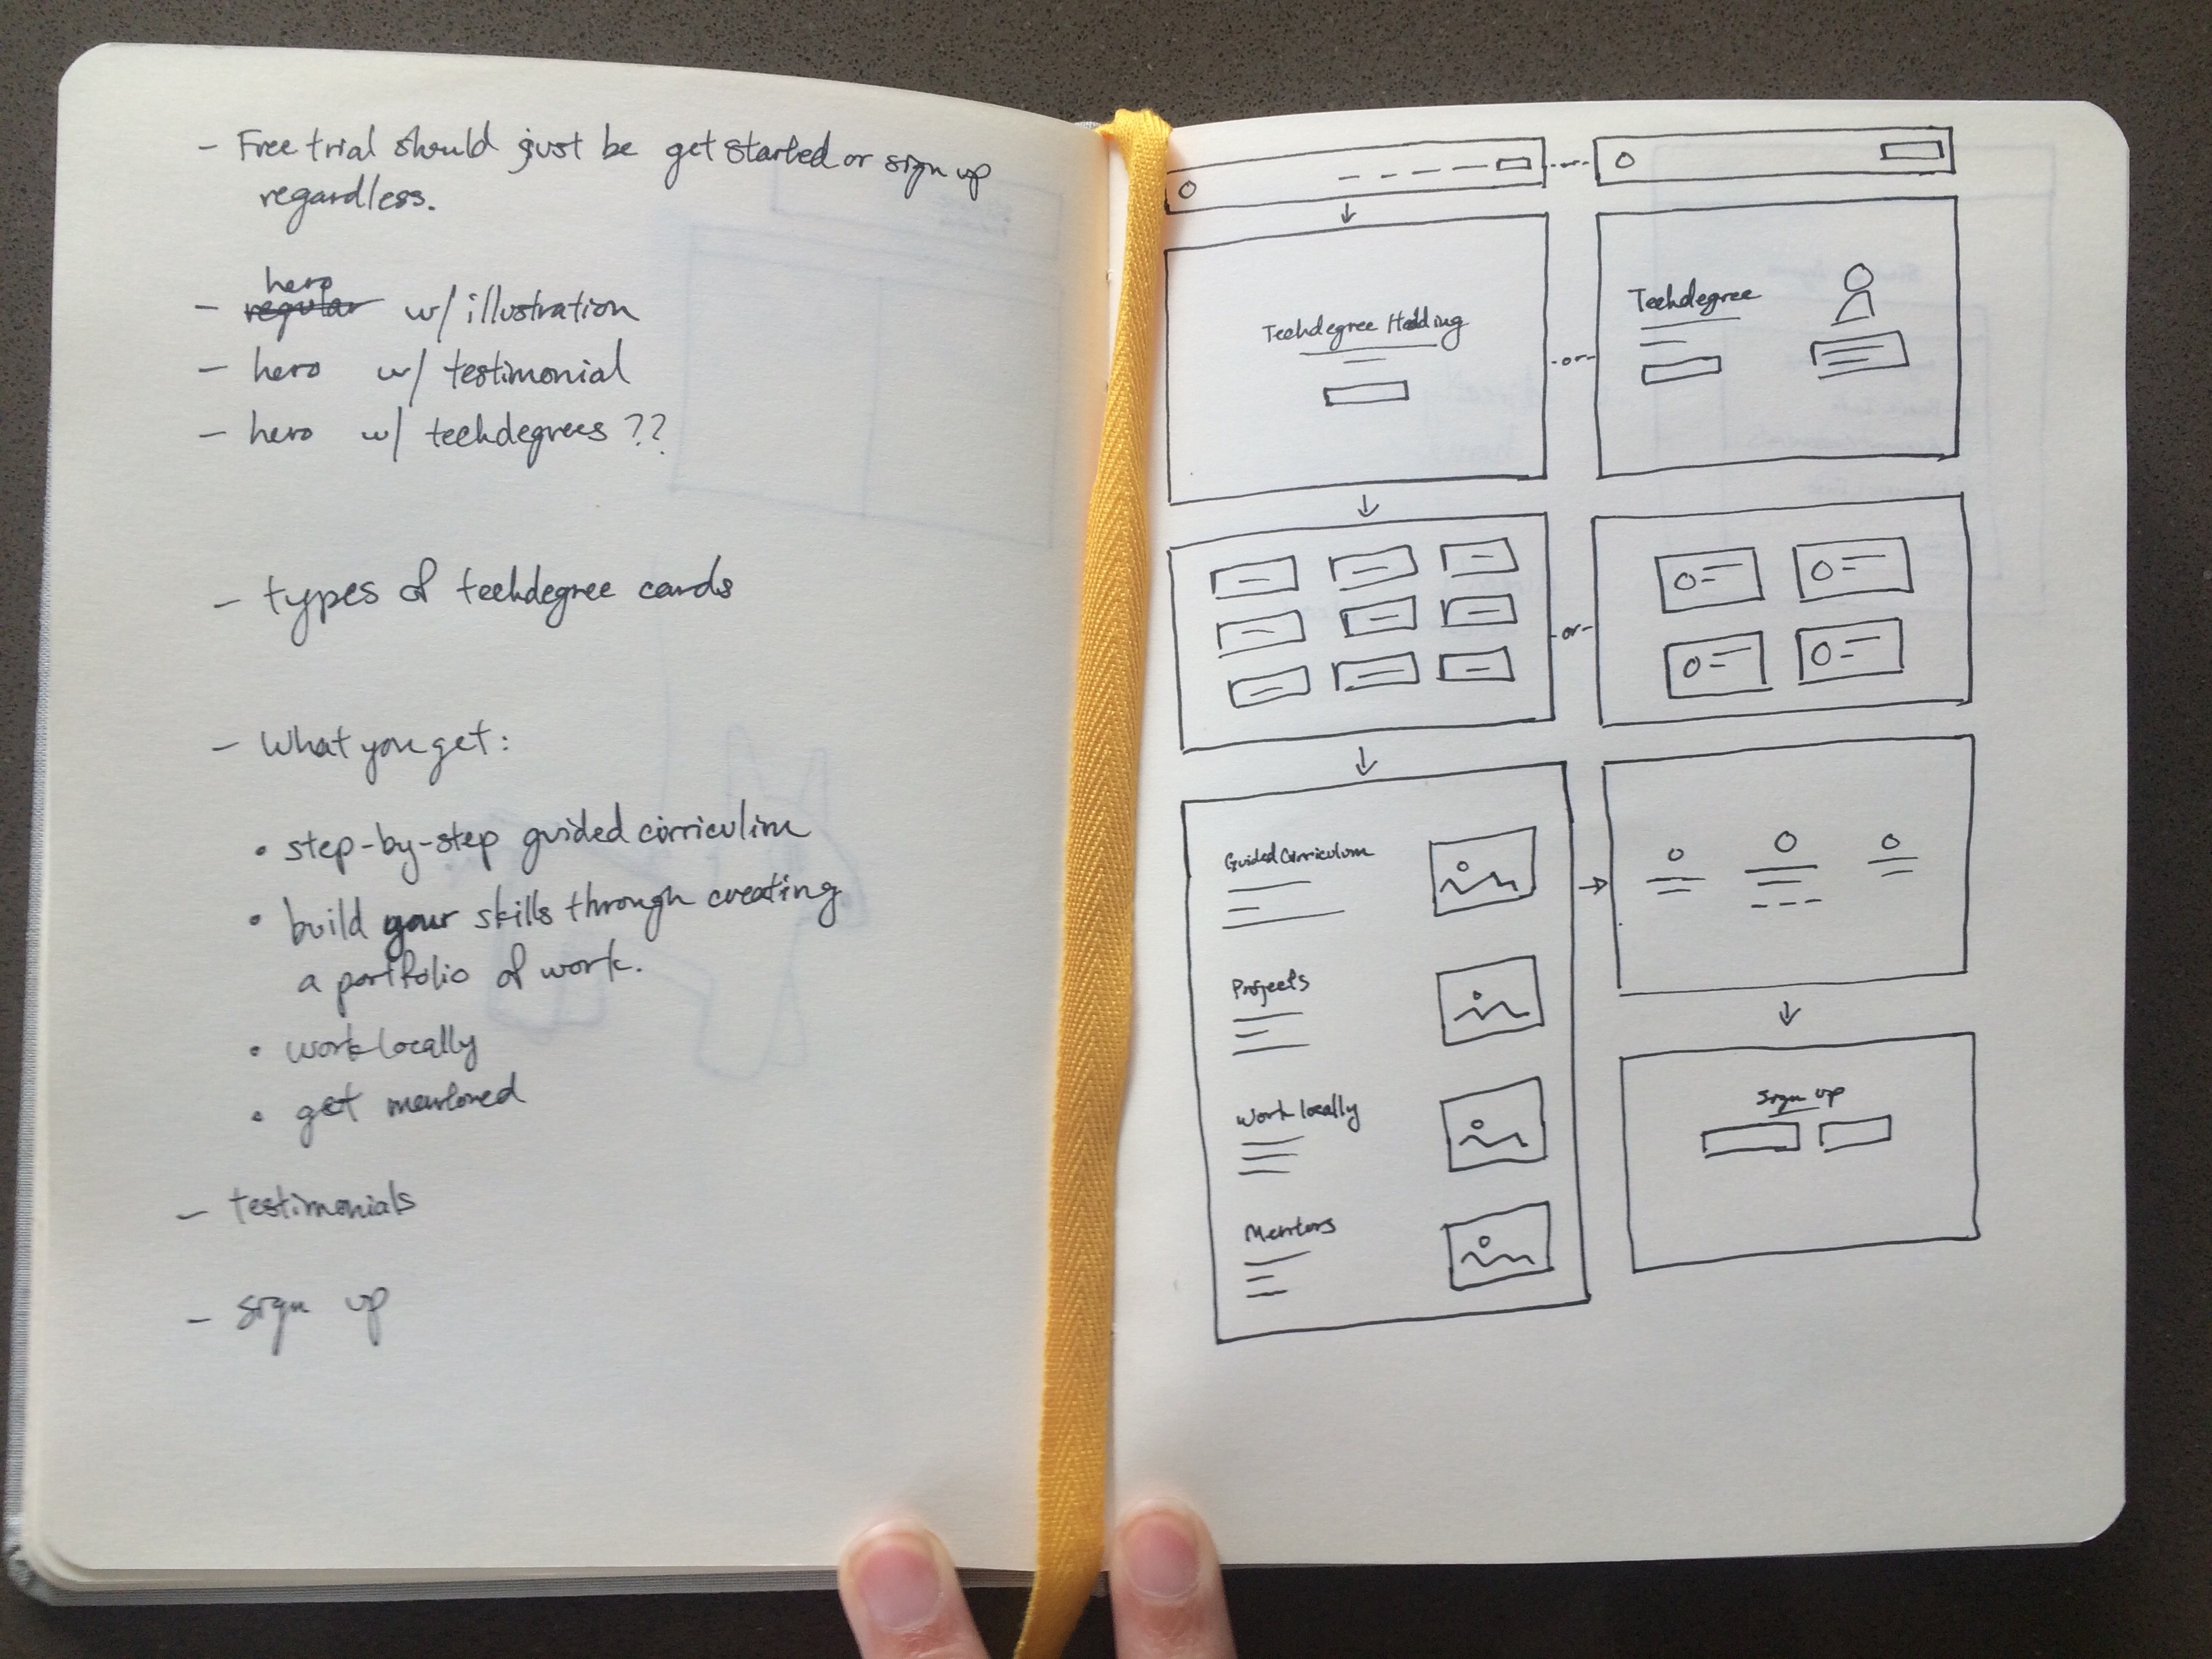 - Free trial should just be get started or sign up
regardless.
hero
- regular w/ illustration
- hero w/ testimonial
- hero w/ techdegrees ??
- types of techdegree cards
- What you get:
• step-by-step guided curriculum
• build your skills through creating
a portfolio of work.
• work locally
• get mentored
- testimonials
- sign up
-or-
Techdegree Heading
-or-
Techdegree
-or-
Guided Curriculum
Projects
Work locally
Mentors
Sign up